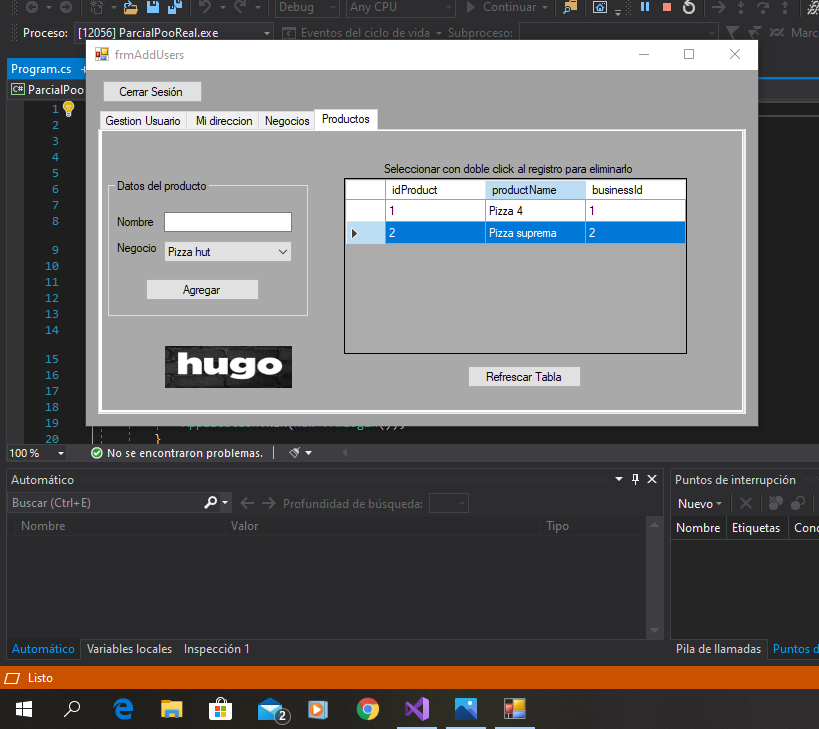 Debug
Any CPU
Continuar
Proceso: [12056] ParcialPooReal.exe
Eventos del ciclo de vida
Subproceso:
Marc
frmAddUsers
Program.cs
ParcialPoo
Cerrar Sesión
Gestion Usuario
Mi direccion
Negocios
Productos
Seleccionar con doble click al registro para eliminarlo
Datos del producto
Nombre
Negocio
Pizza hut
Agregar
idProduct productName businessId
1 Pizza 4 1
2 Pizza suprema 2
hugo
Refrescar Tabla
1
2
3
4
5
6
7
8
9
10
11
12
13
14
15
16
17
18
19
20 }
100 %
No se encontraron problemas.
Automático
Buscar (Ctrl+E)
Profundidad de búsqueda:
Nombre Valor Tipo
Puntos de interrupción
Nuevo
Nombre Etiquetas Cond
Automático Variables locales Inspección 1
Pila de llamadas Puntos d
Listo
2